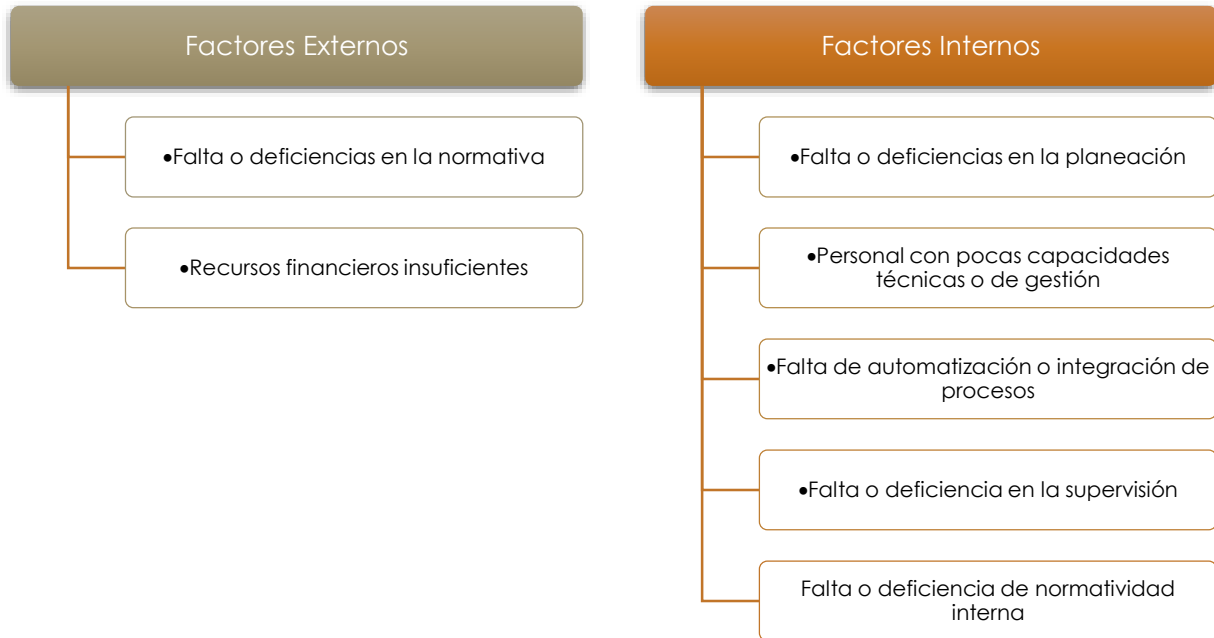 Factores Externos
•Falta o deficiencias en la normativa
•Recursos financieros insuficientes
Factores Internos
•Falta o deficiencias en la planeación
•Personal con pocas capacidades
técnicas o de gestión
•Falta de automatización o integración de
procesos
•Falta o deficiencia en la supervisión
Falta o deficiencia de normatividad
interna